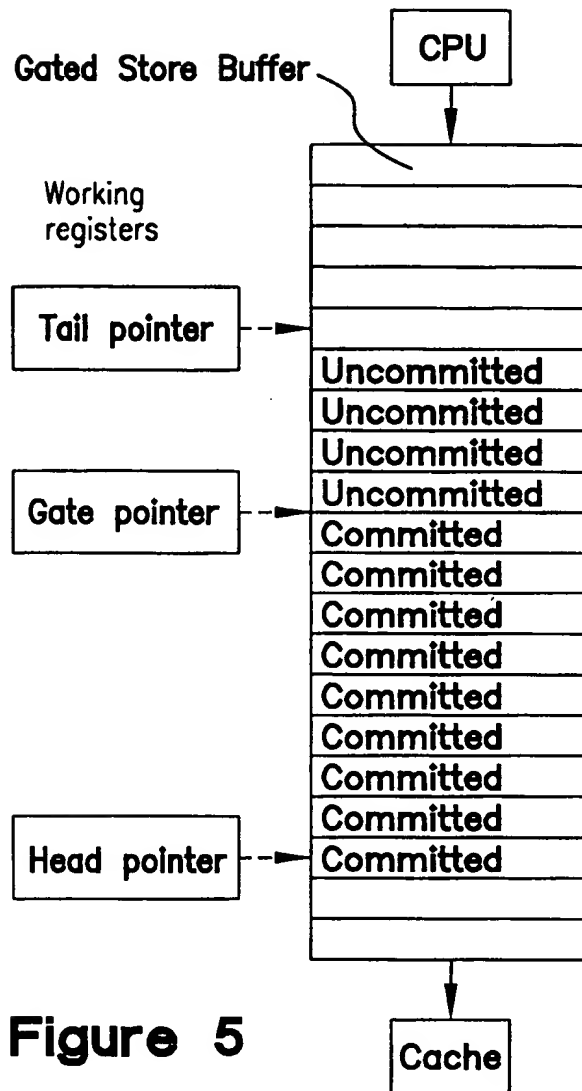 CPU
Gated Store Buffer
Working
registers
Tail pointer
Uncommitted
Uncommitted
Uncommitted
Uncommitted
Gate pointer
Committed
Committed
Committed
Committed
Committed
Committed
Committed
Committed
Head pointer
Committed
Figure 5
Cache